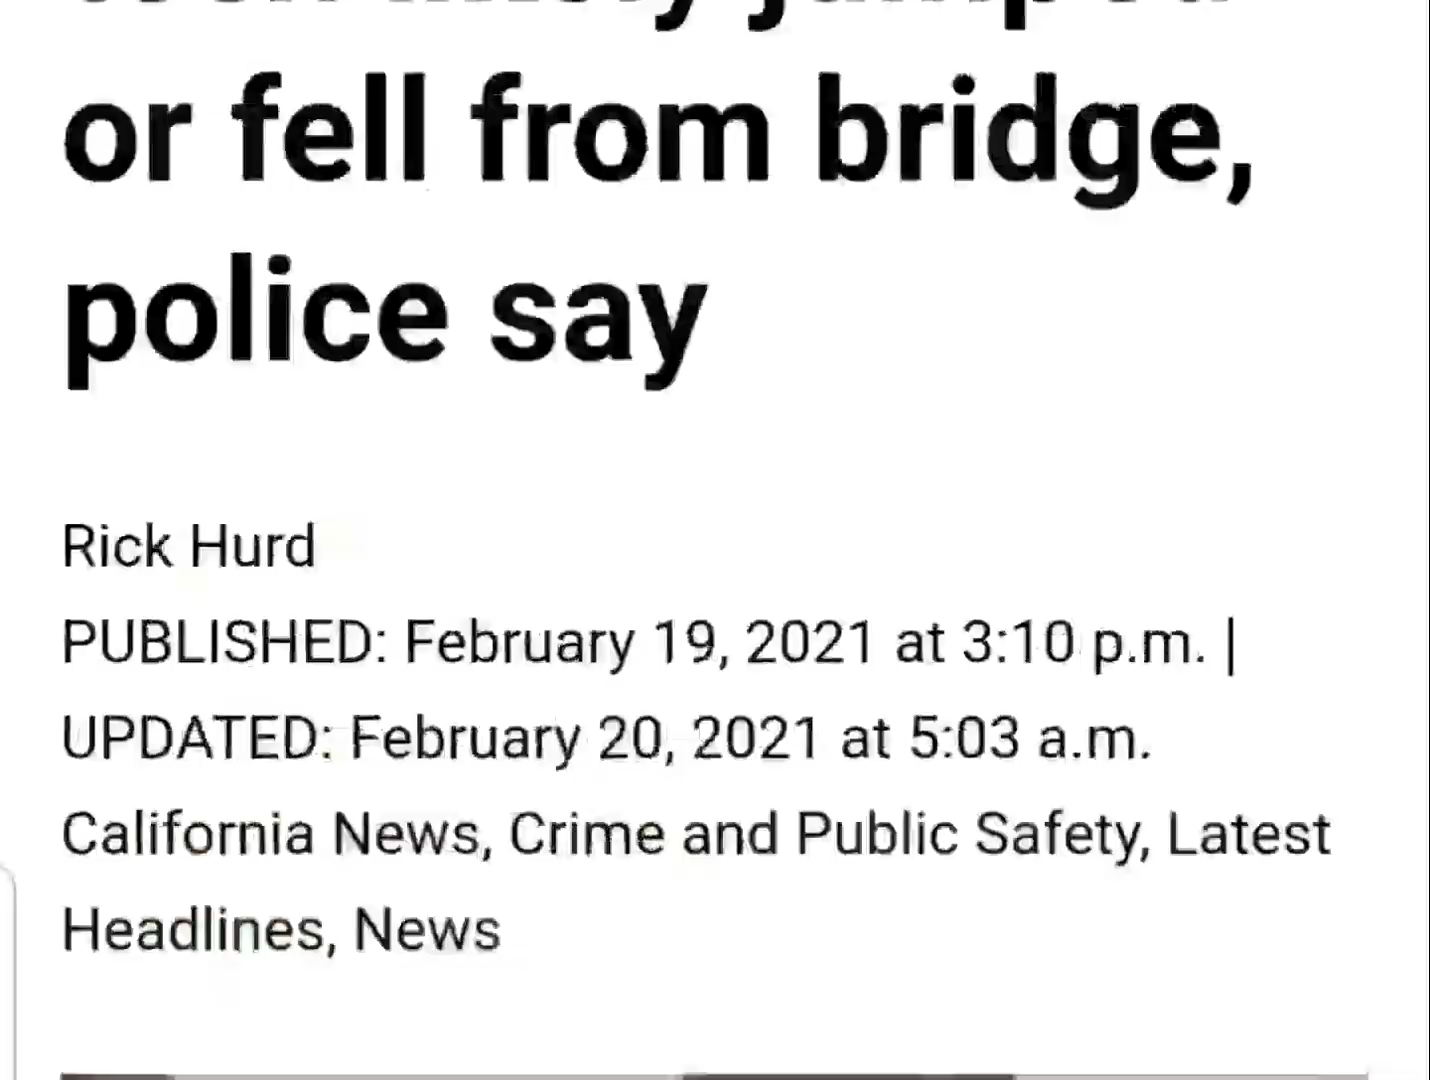 or fell from bridge,
police say
Rick Hurd
PUBLISHED: February 19, 2021 at 3:10 p.m. |
UPDATED: February 20, 2021 at 5:03 a.m.
California News, Crime and Public Safety, Latest
Headlines, News